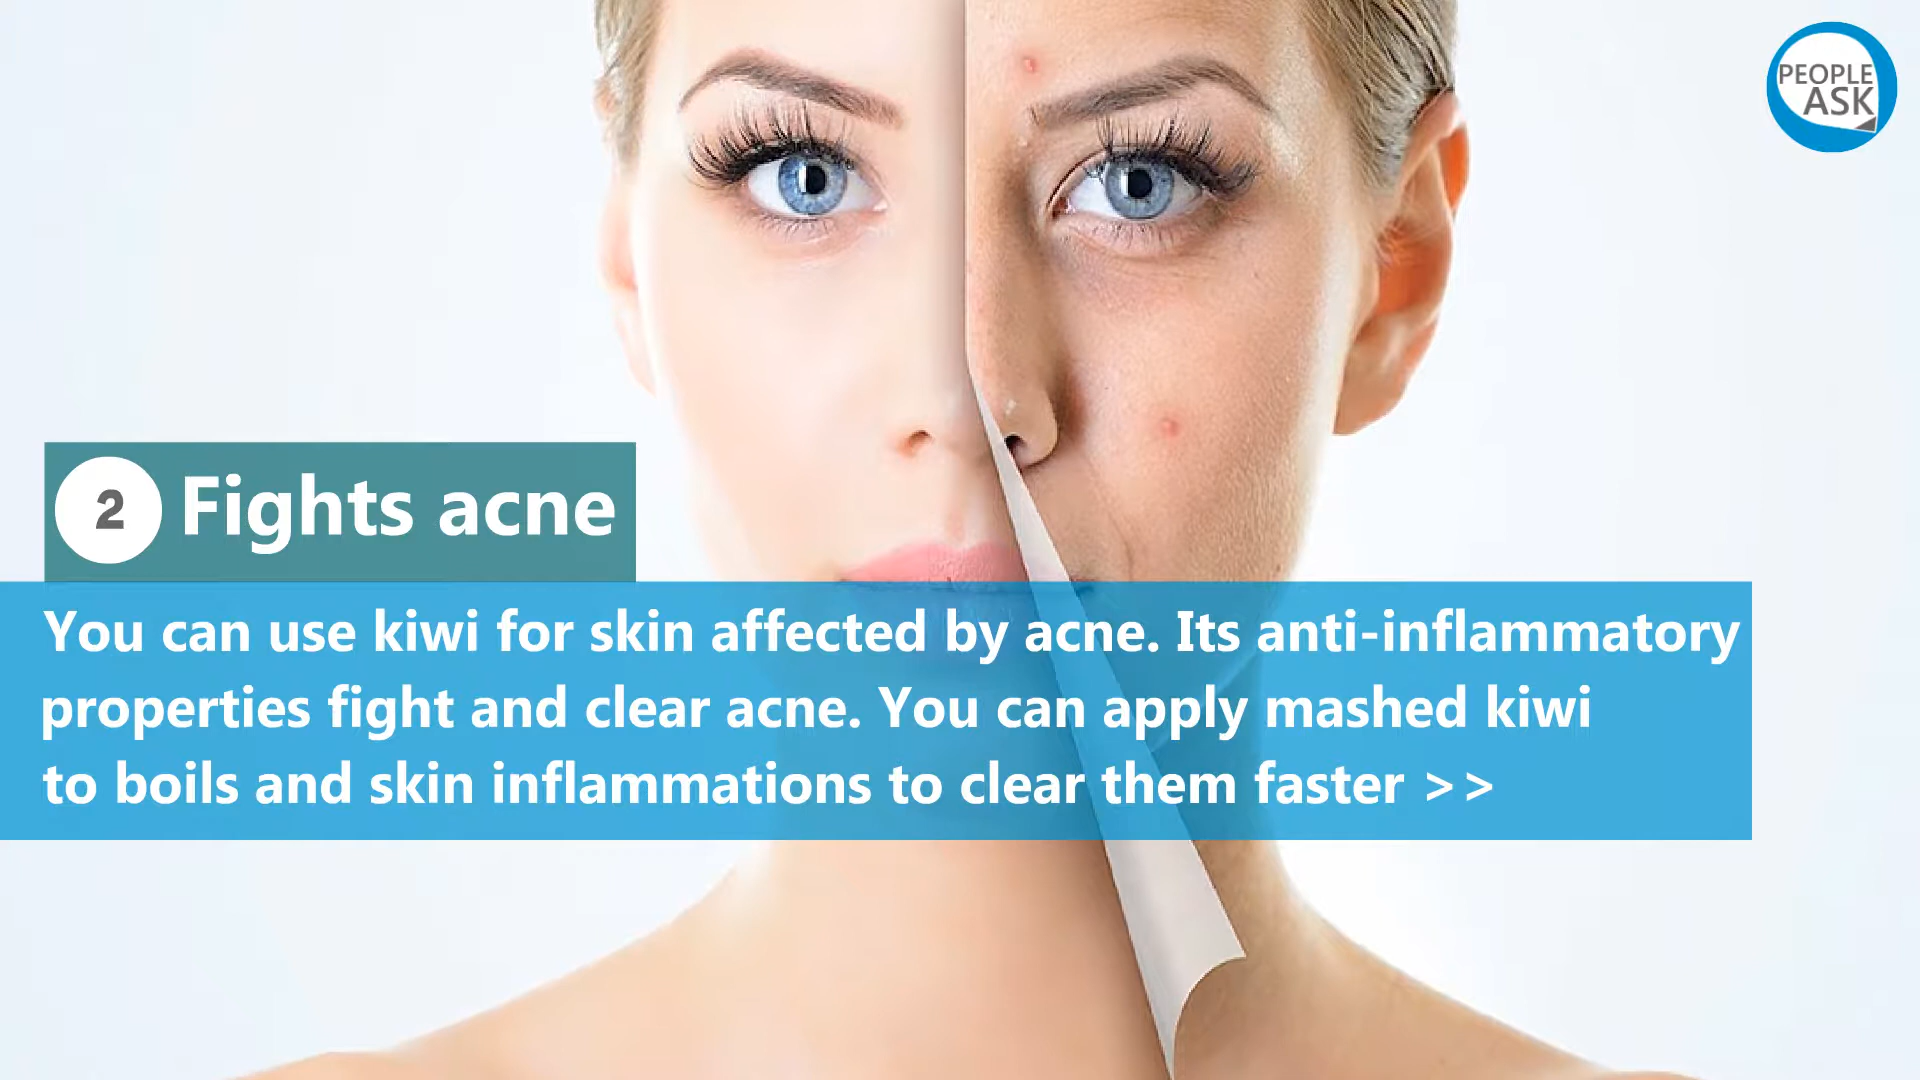 PEOPLE
ASK
2 Fights acne
You can use kiwi for skin affected by acne. Its anti-inflammatory
properties fight and clear acne. You can apply mashed kiwi
to boils and skin inflammations to clear them faster >>